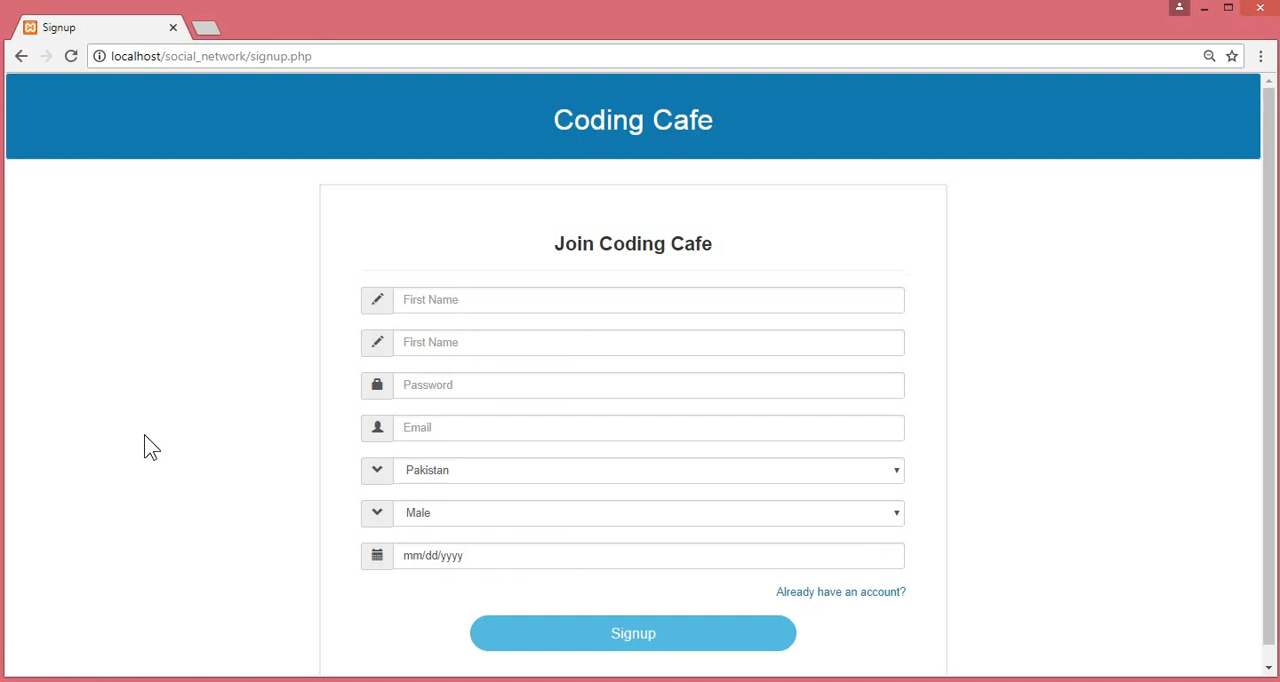 Signup
localhost/social_network/signup.php
Coding Cafe
Join Coding Cafe
First Name
First Name
Password
Email
Pakistan
Male
mm/dd/yyyy
Already have an account?
Signup